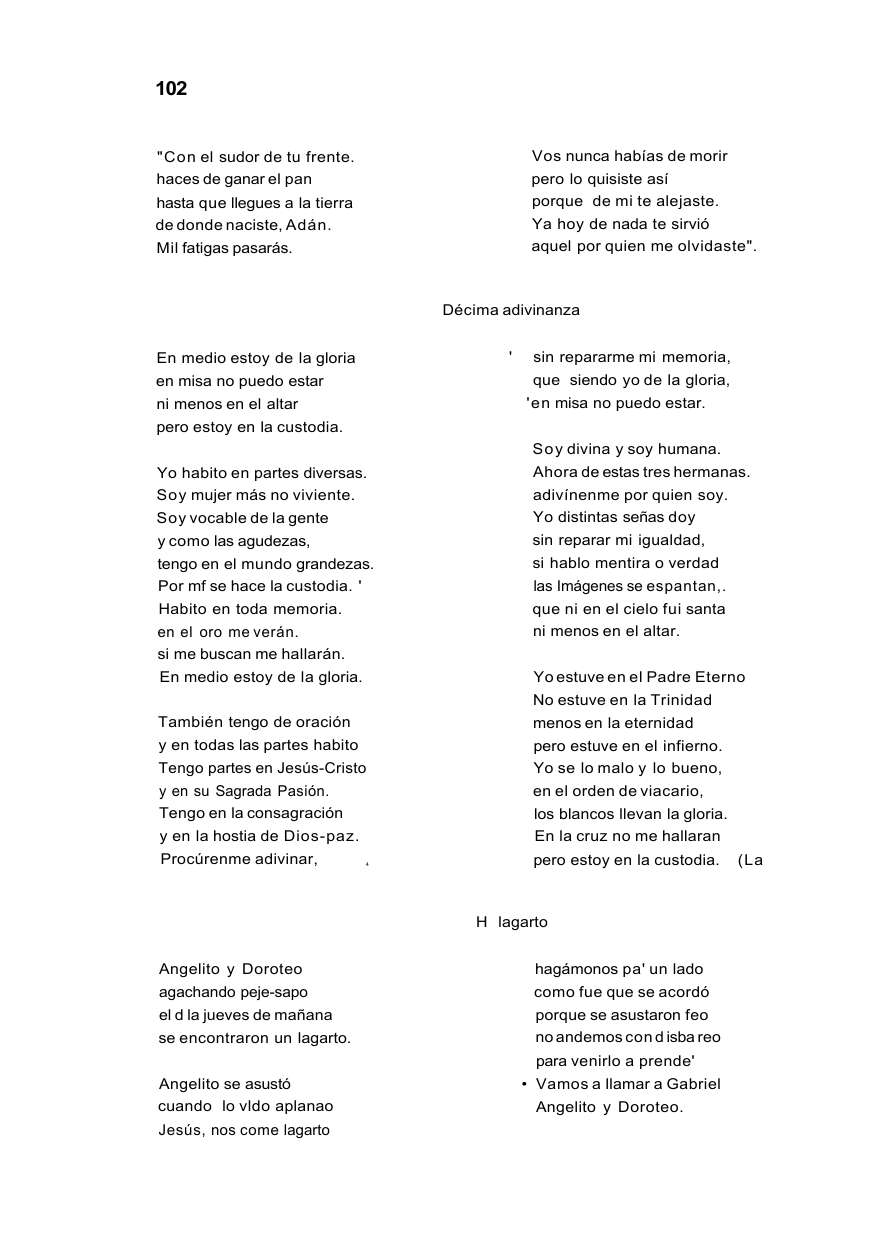 102
"Con el sudor de tu frente.
haces de ganar el pan
hasta que llegues a la tierra
de donde naciste, Adán.
Mil fatigas pasarás.
Vos nunca habías de morir
pero lo quisiste así
porque de mi te alejaste.
Ya hoy de nada te sirvió
aquel por quien me olvidaste".
Décima adivinanza
En medio estoy de la gloria
en misa no puedo estar
ni menos en el altar
pero estoy en la custodia.
Yo habito en partes diversas.
Soy mujer más no viviente.
Soy vocable de la gente
y como las agudezas,
tengo en el mundo grandezas.
Por mf se hace la custodia. '
Habito en toda memoria.
en el oro me verán.
si me buscan me hallarán.
En medio estoy de la gloria.
También tengo de oración
y en todas las partes habito
Tengo partes en Jesús-Cristo
y en su Sagrada Pasión.
Tengo en la consagración
y en la hostia de Dios-paz.
Procúrenme adivinar,
' sin repararme mi memoria,
que siendo yo de la gloria,
'en misa no puedo estar.
Soy divina y soy humana.
Ahora de estas tres hermanas.
adivínenme por quien soy.
Yo distintas señas doy
sin reparar mi igualdad,
si hablo mentira o verdad
las Imágenes se espantan,.
que ni en el cielo fui santa
ni menos en el altar.
Yo estuve en el Padre Eterno
No estuve en la Trinidad
menos en la eternidad
pero estuve en el infierno.
Yo se lo malo y lo bueno,
en el orden de viacario,
los blancos llevan la gloria.
En la cruz no me hallaran
pero estoy en la custodia. (La
H lagarto
Angelito y Doroteo
agachando peje-sapo
el d la jueves de mañana
se encontraron un lagarto.
Angelito se asustó
cuando lo vldo aplanao
Jesús, nos come lagarto
hagámonos pa' un lado
como fue que se acordó
porque se asustaron feo
no andemos con d isba reo
para venirlo a prende'
• Vamos a llamar a Gabriel
Angelito y Doroteo.